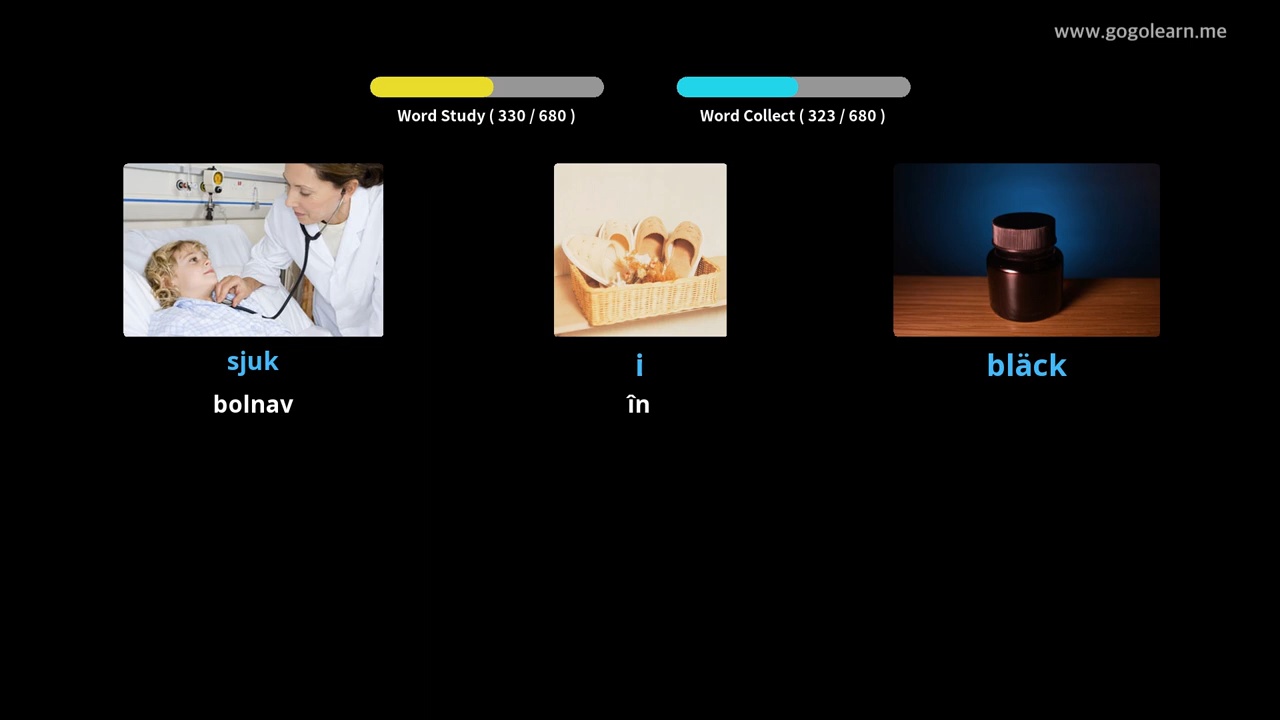 www.gogolearn.me
Word Study ( 330 / 680 )
Word Collect ( 323 / 680 )
sjuk
bolnav
i
în
bläck